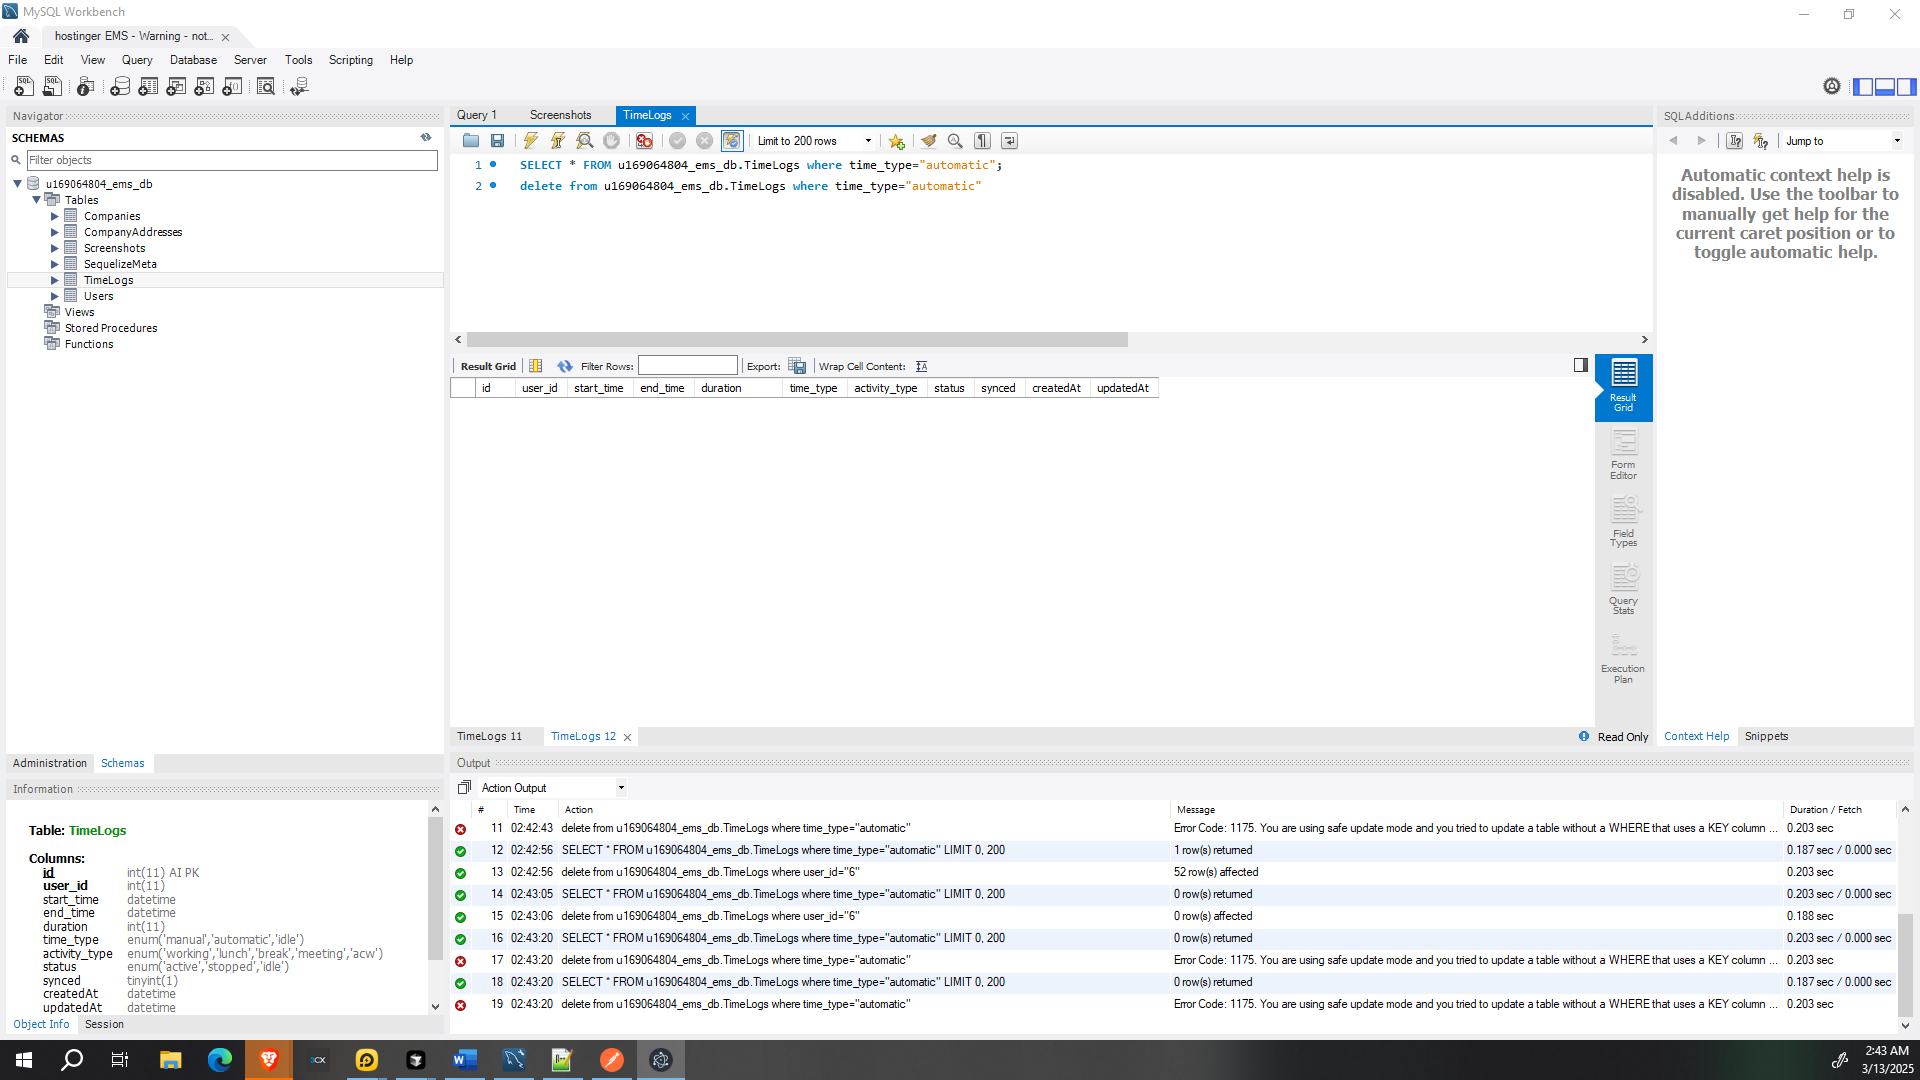 MySQL Workbench
hostinger EMS - Warning - not...
File Edit View Query Database Server Tools Scripting Help
Navigator
SCHEMAS
Filter objects
u169064804_ems_db
Tables
Companies
CompanyAddresses
Screenshots
SequelizeMeta
TimeLogs
Users
Views
Stored Procedures
Functions
Administration Schemas
Information
Table: TimeLogs
Columns:
id int(11) AI PK
user_id int(11)
start_time datetime
end_time datetime
duration int(11)
time_type enum('manual','automatic','idle')
activity_type enum('working','lunch','break','meeting','acw')
status enum('active','stopped','idle')
synced tinyint(1)
createdAt datetime
updatedAt datetime
Object Info Session
Query 1 Screenshots TimeLogs
Limit to 200 rows
1 SELECT * FROM u169064804_ems_db.TimeLogs where time_type="automatic";
2 delete from u169064804_ems_db.TimeLogs where time_type="automatic"
Result Grid Filter Rows: Export: Wrap Cell Content:
id user_id start_time end_time duration time_type activity_type status synced createdAt updatedAt
Result
Grid
Form
Editor
Field
Types
Query
Stats
Execution
Plan
TimeLogs 11 TimeLogs 12 Read Only
SQLAdditions
Jump to
Automatic context help is
disabled. Use the toolbar to
manually get help for the
current caret position or to
toggle automatic help.
Context Help Snippets
Output
Action Output
# Time Action Message Duration / Fetch
11 02:42:43 delete from u169064804_ems_db.TimeLogs where time_type="automatic" Error Code: 1175. You are using safe update mode and you tried to update a table without a WHERE that uses a KEY column ... 0.203 sec
12 02:42:56 SELECT * FROM u169064804_ems_db.TimeLogs where time_type="automatic" LIMIT 0, 200 1 row(s) returned 0.187 sec / 0.000 sec
13 02:42:56 delete from u169064804_ems_db.TimeLogs where user_id="6" 52 row(s) affected 0.203 sec
14 02:43:05 SELECT * FROM u169064804_ems_db.TimeLogs where time_type="automatic" LIMIT 0, 200 0 row(s) returned 0.203 sec / 0.000 sec
15 02:43:06 delete from u169064804_ems_db.TimeLogs where user_id="6" 0 row(s) affected 0.188 sec
16 02:43:20 SELECT * FROM u169064804_ems_db.TimeLogs where time_type="automatic" LIMIT 0, 200 0 row(s) returned 0.203 sec / 0.000 sec
17 02:43:20 delete from u169064804_ems_db.TimeLogs where time_type="automatic" Error Code: 1175. You are using safe update mode and you tried to update a table without a WHERE that uses a KEY column ... 0.203 sec
18 02:43:20 SELECT * FROM u169064804_ems_db.TimeLogs where time_type="automatic" LIMIT 0, 200 0 row(s) returned 0.187 sec / 0.000 sec
19 02:43:20 delete from u169064804_ems_db.TimeLogs where time_type="automatic" Error Code: 1175. You are using safe update mode and you tried to update a table without a WHERE that uses a KEY column ... 0.203 sec
2:43 AM
3/13/2025